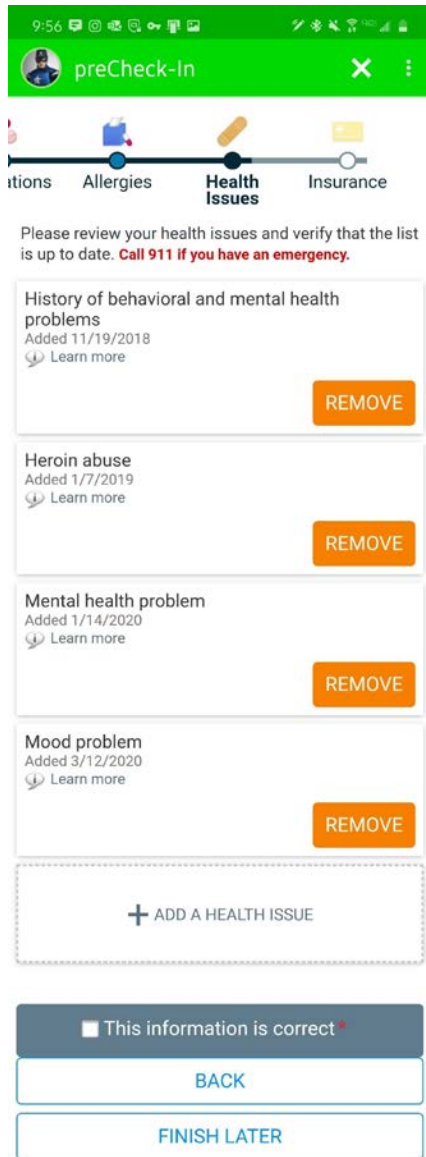 9:56
preCheck-In
ations Allergies Health Insurance
Issues
Please review your health issues and verify that the list
is up to date. Call 911 if you have an emergency.
History of behavioral and mental health
problems
Added 11/19/2018
Learn more
REMOVE
Heroin abuse
Added 1/7/2019
Learn more
REMOVE
Mental health problem
Added 1/14/2020
Learn more
REMOVE
Mood problem
Added 3/12/2020
Learn more
REMOVE
+ ADD A HEALTH ISSUE
This information is correct*
BACK
FINISH LATER